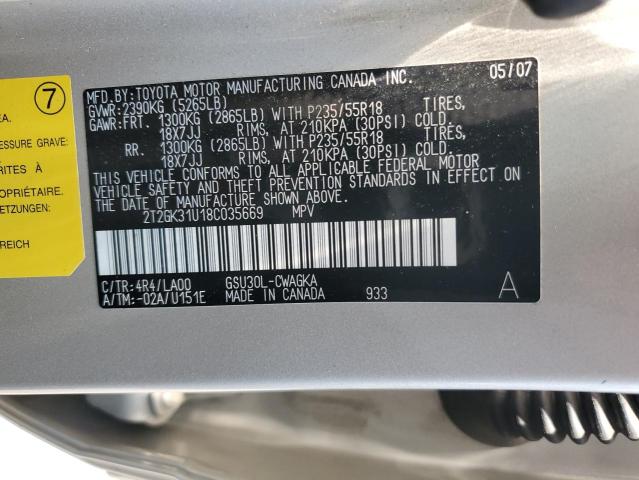 7
EA.
ESSURE GRAVE:
RITES À
PROPRIÉTAIRE.
ETZUNGEN:
REICH
MFD. BY: TOYOTA MOTOR MANUFACTURING CANADA INC. 05/07
GVWR: 2390KG (5265LB)
GAWR: FRT. 1300KG (2865LB) WITH P235/55R18 TIRES,
18X7JJ RIMS, AT 210KPA (30PSI) COLD.
RR. 1300KG (2865LB) WITH P235/55R18 TIRES,
18X7JJ RIMS, AT 210KPA (30PSI) COLD.
THIS VEHICLE CONFORMS TO ALL APPLICABLE FEDERAL MOTOR
VEHICLE SAFETY AND THEFT PREVENTION STANDARDS IN EFFECT ON
THE DATE OF MANUFACTURE SHOWN ABOVE.
2T2GK31U18C035669 MPV
C/TR: 4R4/LA00 GSU30L-CWAGKA
A/TM: -02A/U151E MADE IN CANADA 933 A